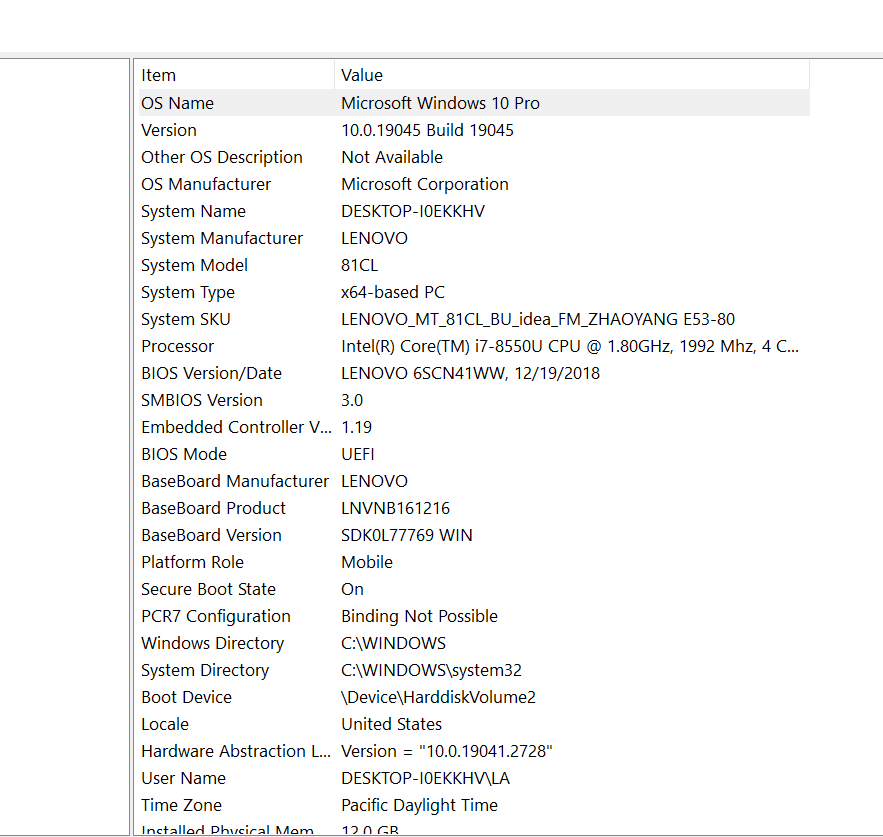 Item Value
OS Name Microsoft Windows 10 Pro
Version 10.0.19045 Build 19045
Other OS Description Not Available
OS Manufacturer Microsoft Corporation
System Name DESKTOP-I0EKKHV
System Manufacturer LENOVO
System Model 81CL
System Type x64-based PC
System SKU LENOVO_MT_81CL_BU_idea_FM_ZHAOYANG E53-80
Processor Intel(R) Core(TM) i7-8550U CPU @ 1.80GHz, 1992 Mhz, 4 C...
BIOS Version/Date LENOVO 6SCN41WW, 12/19/2018
SMBIOS Version 3.0
Embedded Controller V... 1.19
BIOS Mode UEFI
BaseBoard Manufacturer LENOVO
BaseBoard Product LNVNB161216
BaseBoard Version SDK0L77769 WIN
Platform Role Mobile
Secure Boot State On
PCR7 Configuration Binding Not Possible
Windows Directory C:\WINDOWS
System Directory C:\WINDOWS\system32
Boot Device \Device\HarddiskVolume2
Locale United States
Hardware Abstraction L... Version = "10.0.19041.2728"
User Name DESKTOP-I0EKKHV\LA
Time Zone Pacific Daylight Time
Installed Physical Mem... 12.0 GB